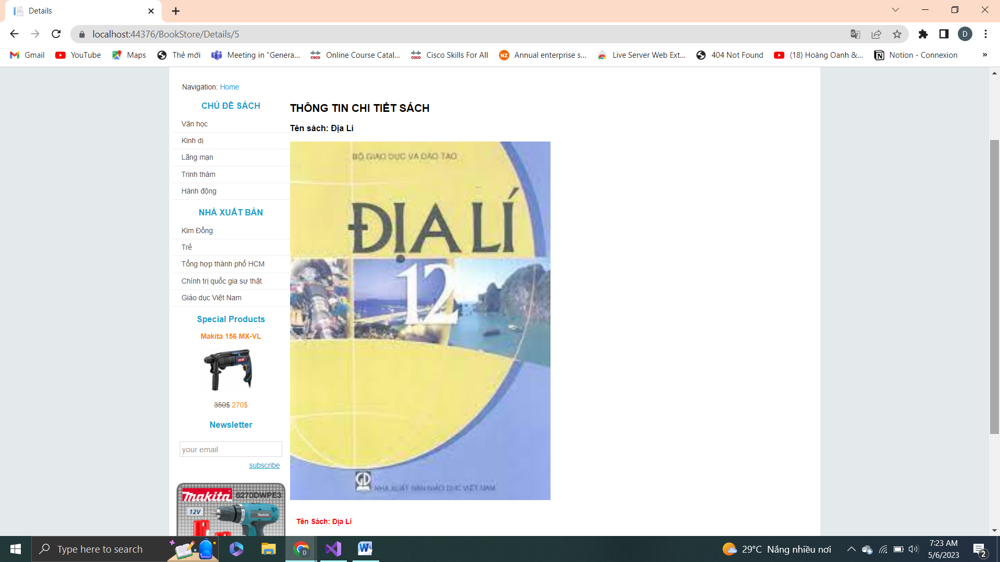 Details
localhost:44376/BookStore/Details/5
D
Gmail
YouTube
Maps
Thẻ mới
Meeting in "Genera...
Online Course Catal...
Cisco Skills For All
Annual enterprise s...
Live Server Web Ext...
404 Not Found
(18) Hoàng Oanh &...
Notion - Connexion
»
Navigation: Home
CHỦ ĐỀ SÁCH
Văn học
Kinh dị
Lãng mạn
Trinh thám
Hành động
NHÀ XUẤT BẢN
Kim Đồng
Trẻ
Tổng hợp thành phố HCM
Chính trị quốc gia sự thật
Giáo dục Việt Nam
Special Products
Makita 156 MX-VL
350$ 270$
Newsletter
your email
subscribe
makita 6270DWPE3
12V
makita
THÔNG TIN CHI TIẾT SÁCH
Tên sách: Địa Lí
BỘ GIÁO DỤC VÀ ĐÀO TẠO
ĐỊA LÍ
12
GD
NHÀ XUẤT BẢN GIÁO DỤC VIỆT NAM
Tên Sách: Địa Lí
Type here to search
D
29°C Nắng nhiều nơi
7:23 AM
5/6/2023
2